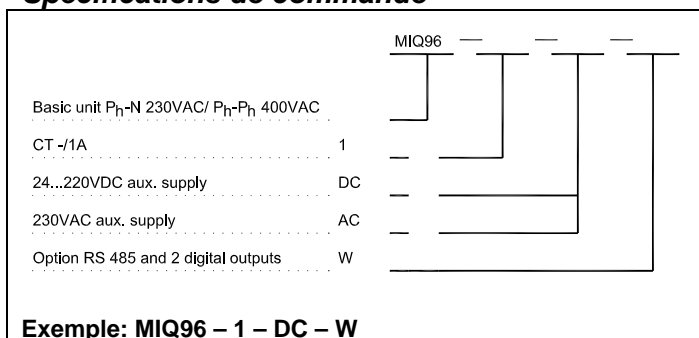 Spécifications de commande
MIQ96 — — —
Basic unit Ph-N 230VAC/ Ph-Ph 400VAC
CT -/1A 1
24...220VDC aux. supply DC
230VAC aux. supply AC
Option RS 485 and 2 digital outputs W
Exemple: MIQ96 – 1 – DC – W